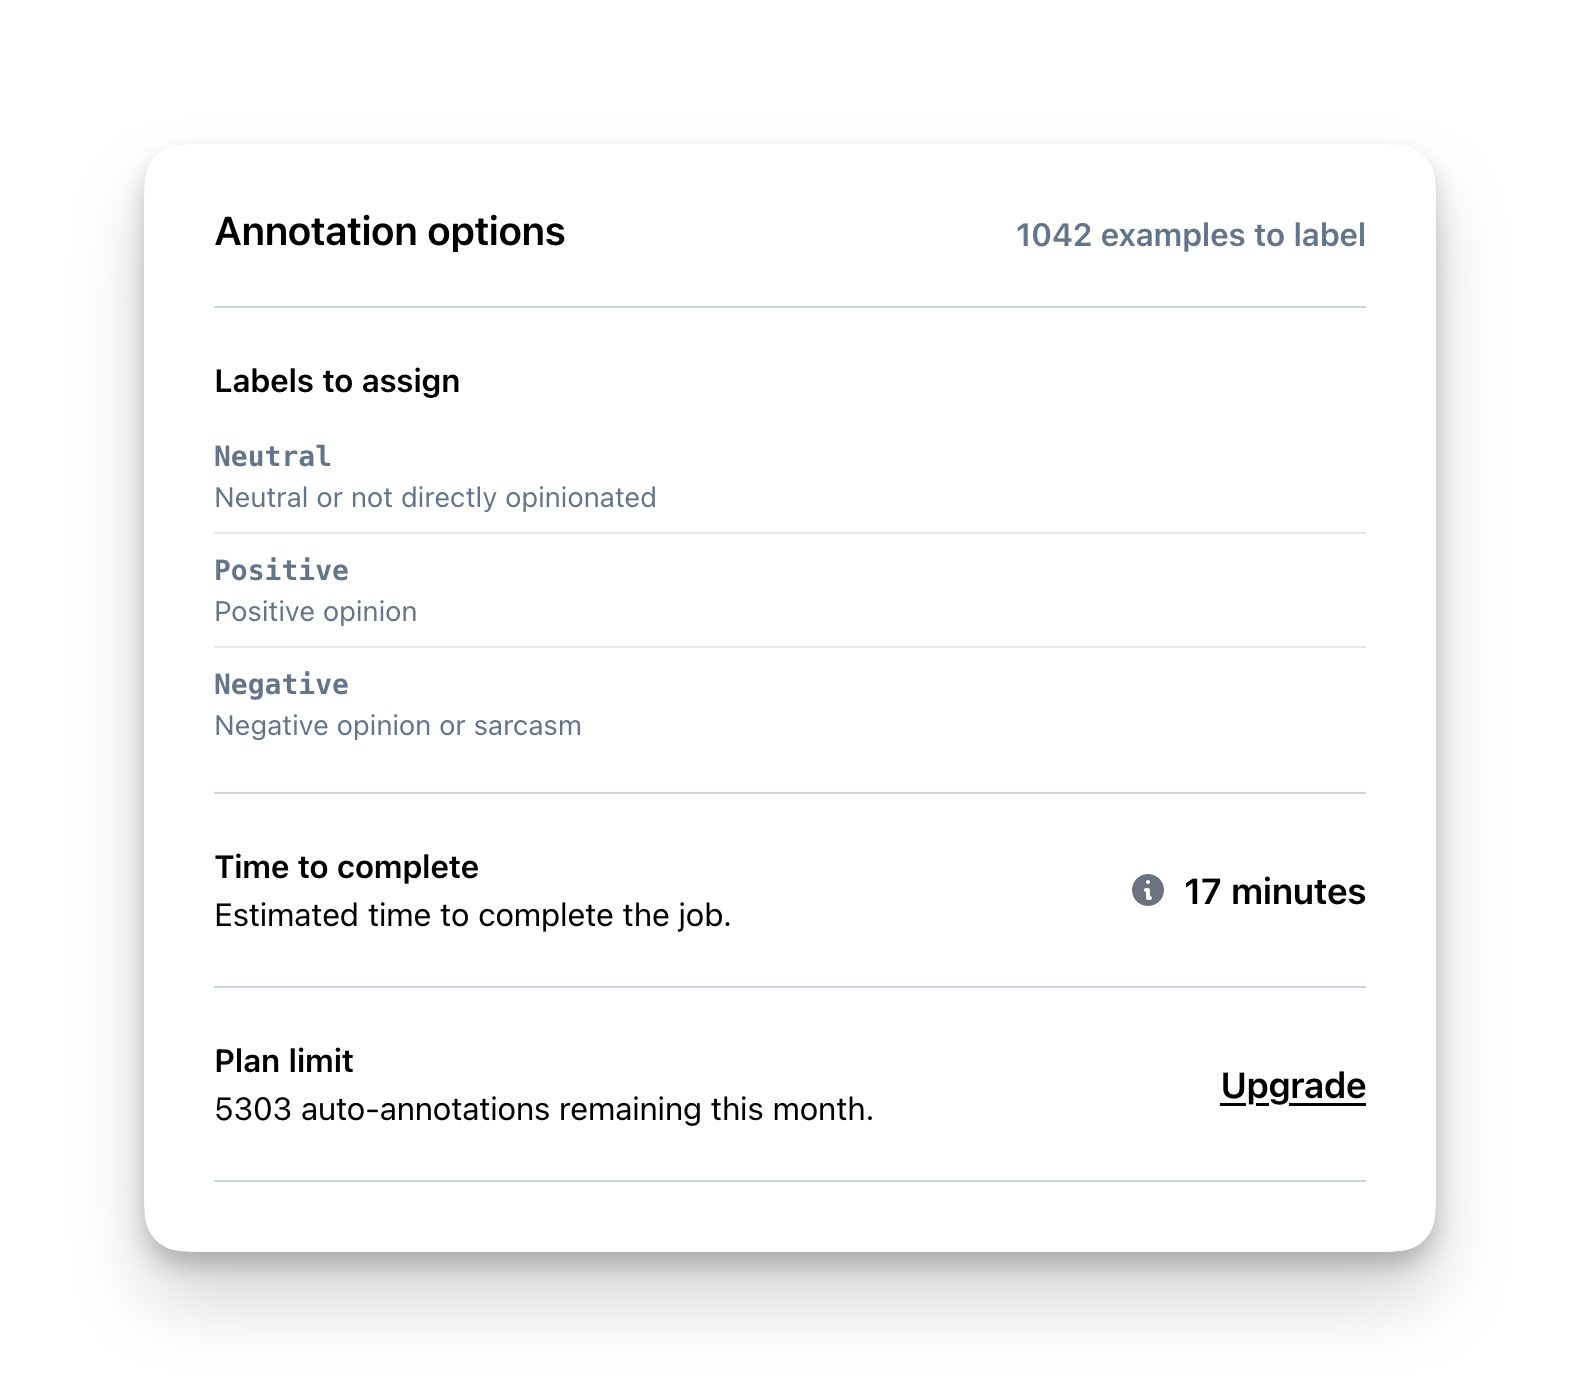 Annotation options
1042 examples to label
Labels to assign
Neutral
Neutral or not directly opinionated
Positive
Positive opinion
Negative
Negative opinion or sarcasm
Time to complete
Estimated time to complete the job.
17 minutes
Plan limit
5303 auto-annotations remaining this month.
Upgrade